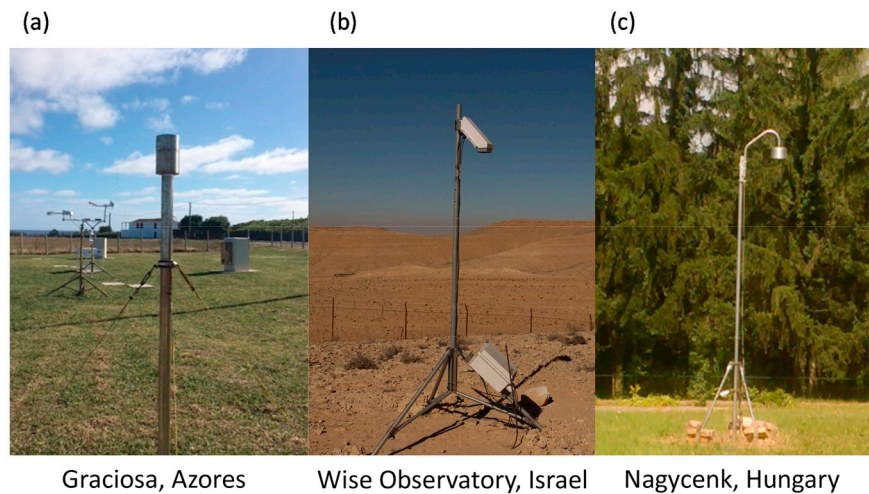 (a)
(b)
(c)
Graciosa, Azores
Wise Observatory, Israel
Nagycenk, Hungary